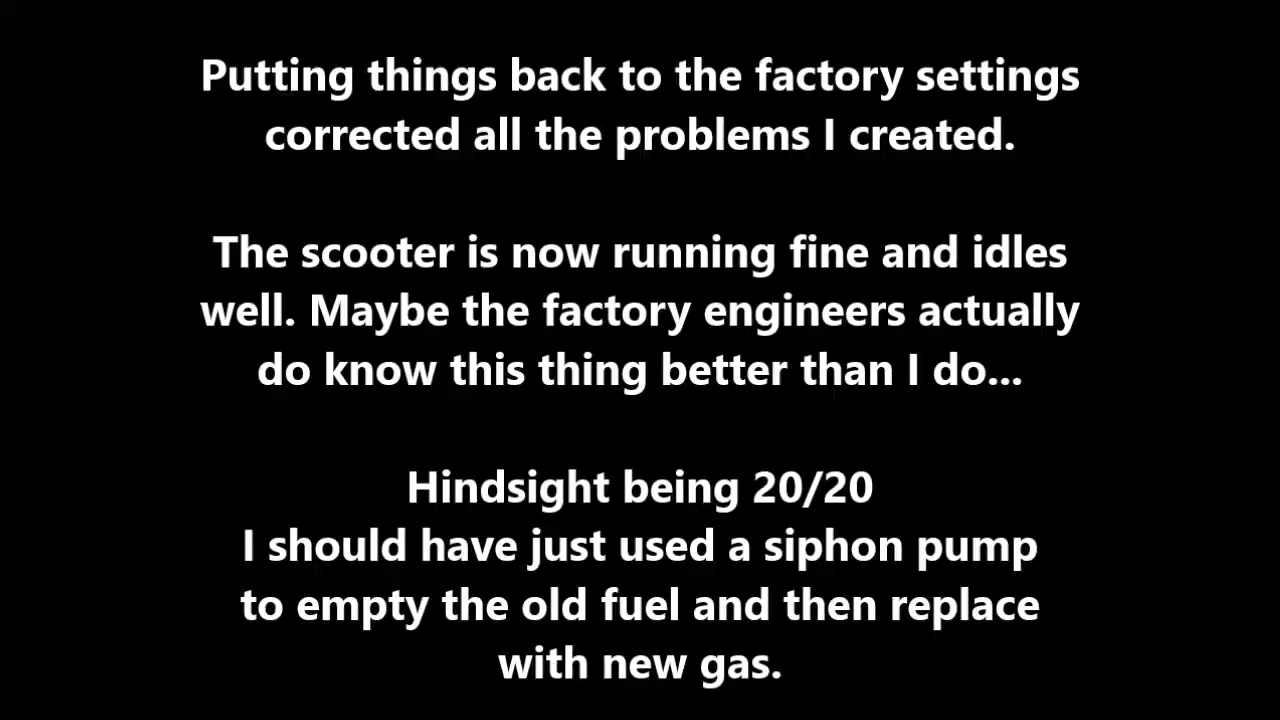 Putting things back to the factory settings
corrected all the problems I created.
The scooter is now running fine and idles
well. Maybe the factory engineers actually
do know this thing better than I do...
Hindsight being 20/20
I should have just used a siphon pump
to empty the old fuel and then replace
with new gas.